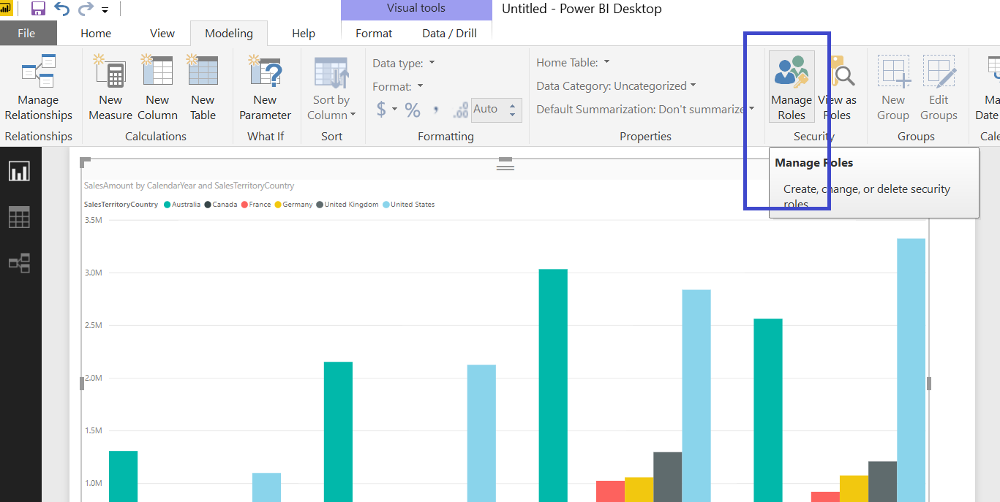 Visual tools
Untitled - Power BI Desktop
File Home View Modeling Help Format Data / Drill
Manage Relationships
New Measure
New Column
New Table
New Parameter
Sort by Column
Data type:
Format:
$ % , .00 Auto
Home Table:
Data Category: Uncategorized
Default Summarization: Don't summarize
Manage Roles
View as Roles
New Group
Edit Groups
Date
Relationships Calculations What If Sort Formatting Properties Security Groups
Manage Roles
Create, change, or delete security
roles.
SalesAmount by CalendarYear and SalesTerritoryCountry
SalesTerritoryCountry Australia Canada France Germany United Kingdom United States
3.5M
3.0M
2.5M
2.0M
1.5M
1.0M